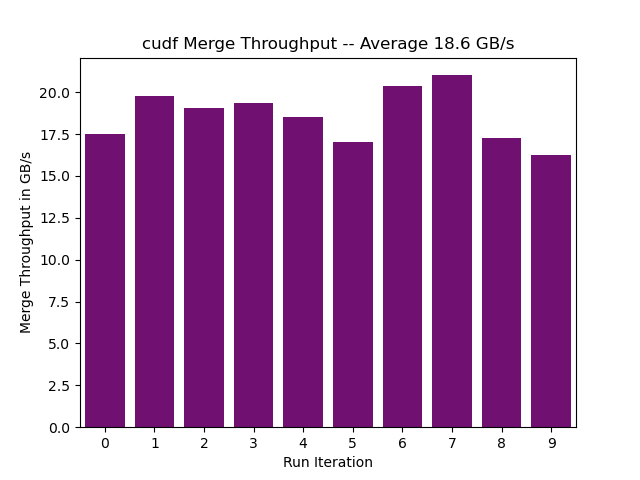 cudf Merge Throughput -- Average 18.6 GB/s
Merge Throughput in GB/s
20.0
17.5
15.0
12.5
10.0
7.5
5.0
2.5
0.0
0 1 2 3 4 5 6 7 8 9
Run Iteration